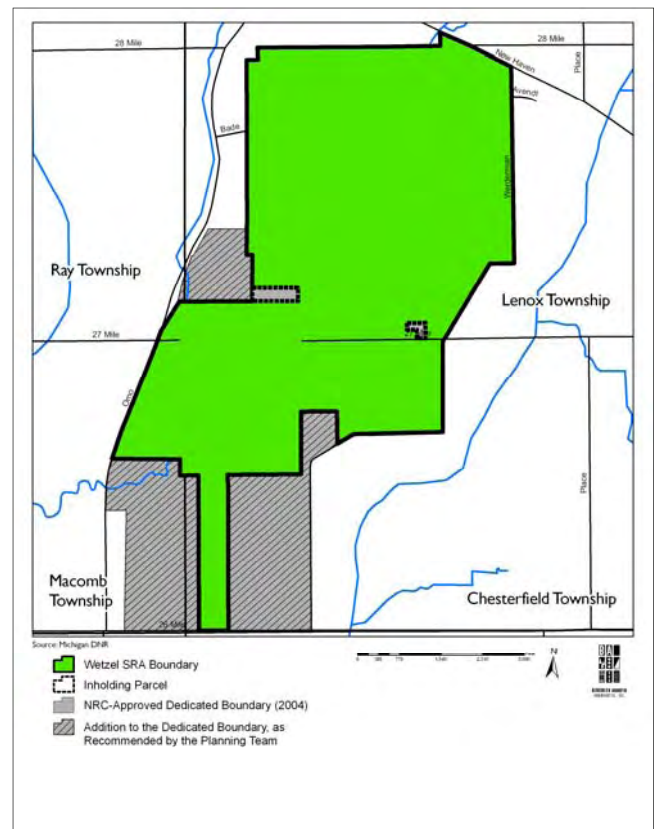 28 Mile
28 Mile
New Haven
Place
Avendt
Bade
Werderman
Ray Township
Lenox Township
27 Mile
Omo
Place
Macomb
Township
Chesterfield Township
26 Mile
Source: Michigan DNR
N
Wetzel SRA Boundary
Inholding Parcel
NRC-Approved Dedicated Boundary (2004)
Addition to the Dedicated Boundary, as
Recommended by the Planning Team